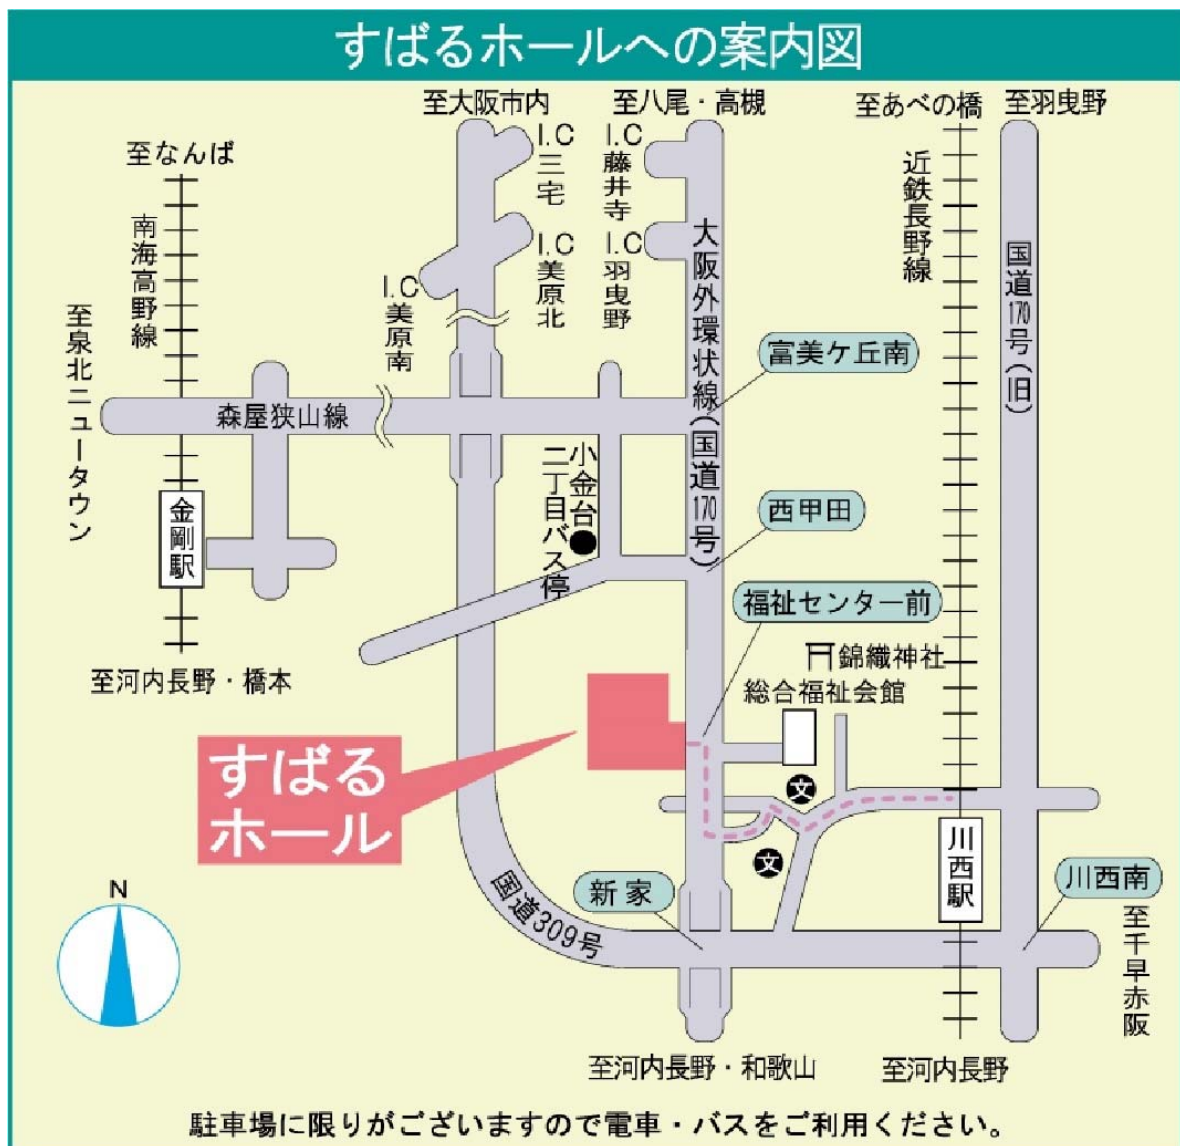 すばるホールへの案内図
至大阪市内
至八尾・高槻
至あべの橋
至羽曳野
至なんば
南海高野線
I.C三宅
I.C藤井寺
I.C美原北
I.C羽曳野
I.C美原南
大阪外環状線(国道170号)
近鉄長野線
国道170号(旧)
至泉北ニュータウン
森屋狭山線
富美ケ丘南
小金台
二丁目バス停
西甲田
金剛駅
福祉センター前
錦織神社
総合福祉会館
至河内長野・橋本
すばる
ホール
文
文
川西駅
新家
川西南
国道309号
至千早赤阪
N
至河内長野・和歌山
至河内長野
駐車場に限りがございますので電車・バスをご利用ください。